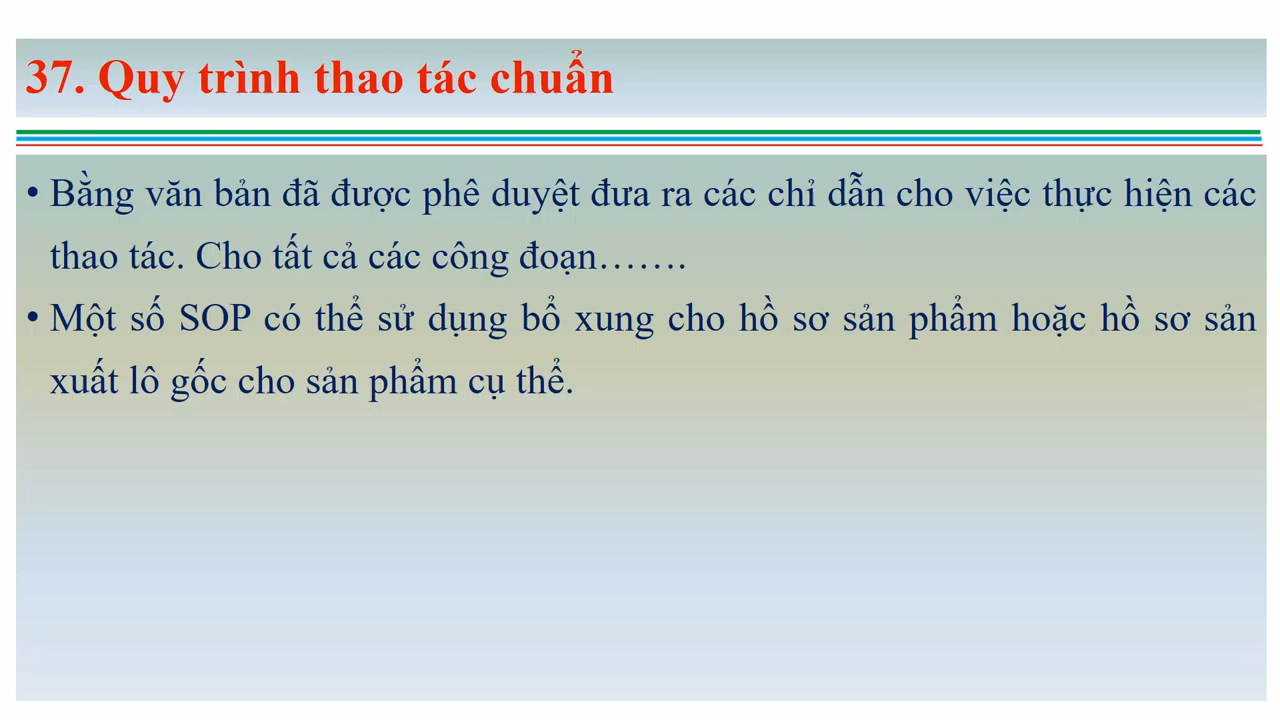 37. Quy trình thao tác chuẩn
• Bằng văn bản đã được phê duyệt đưa ra các chỉ dẫn cho việc thực hiện các
thao tác. Cho tất cả các công đoạn…….
• Một số SOP có thể sử dụng bổ xung cho hồ sơ sản phẩm hoặc hồ sơ sản
xuất lô gốc cho sản phẩm cụ thể.